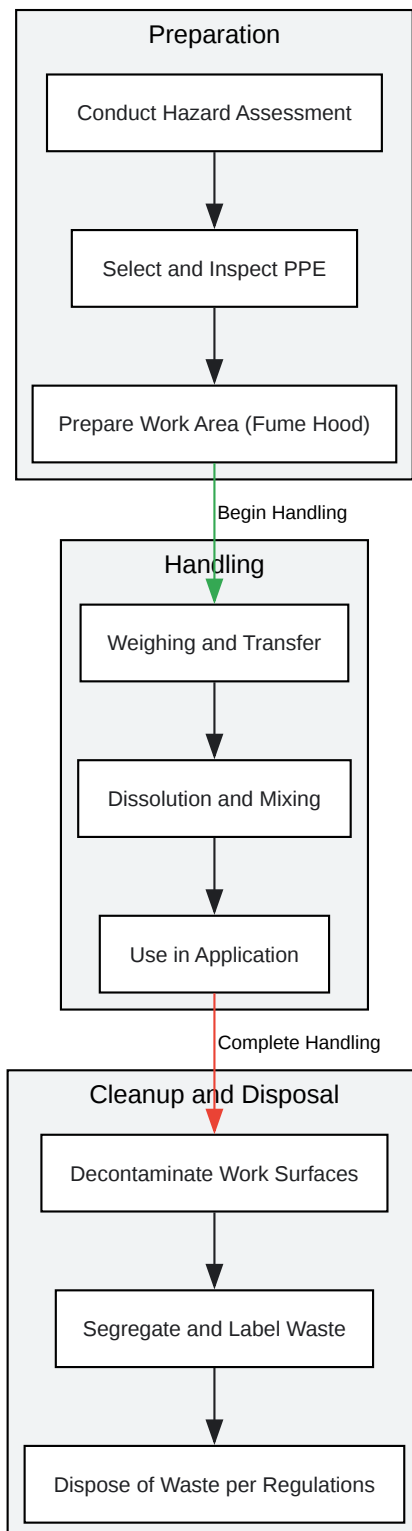 Preparation
Conduct Hazard Assessment
Select and Inspect PPE
Prepare Work Area (Fume Hood)
Begin Handling
Handling
Weighing and Transfer
Dissolution and Mixing
Use in Application
Complete Handling
Cleanup and Disposal
Decontaminate Work Surfaces
Segregate and Label Waste
Dispose of Waste per Regulations